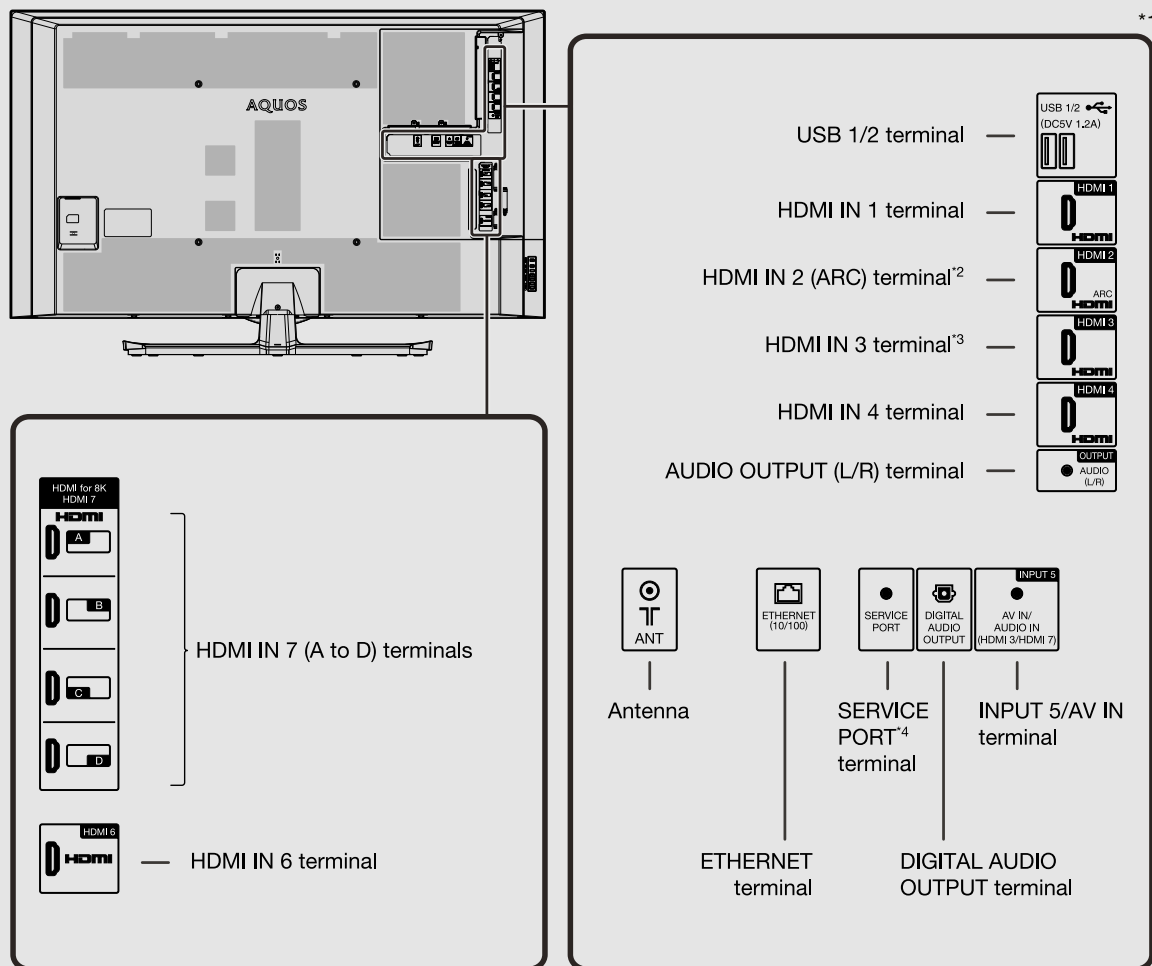 *1
AQUOS
USB 1/2 terminal
USB 1/2
(DC5V 1.2A)
HDMI IN 1 terminal
HDMI 1
HDMI
HDMI IN 2 (ARC) terminal*2
HDMI 2
ARC
HDMI
HDMI IN 3 terminal*3
HDMI 3
HDMI
HDMI IN 4 terminal
HDMI 4
HDMI
AUDIO OUTPUT (L/R) terminal
OUTPUT
AUDIO
(L/R)
HDMI for 8K
HDMI 7
HDMI
A
B
C
D
HDMI IN 7 (A to D) terminals
HDMI 6
HDMI
HDMI IN 6 terminal
ANT
Antenna
ETHERNET
(10/100)
ETHERNET
terminal
SERVICE
PORT
SERVICE
PORT*4
terminal
DIGITAL
AUDIO
OUTPUT
DIGITAL AUDIO
OUTPUT terminal
INPUT 5
AV IN/
AUDIO IN
(HDMI 3/HDMI 7)
INPUT 5/AV IN
terminal